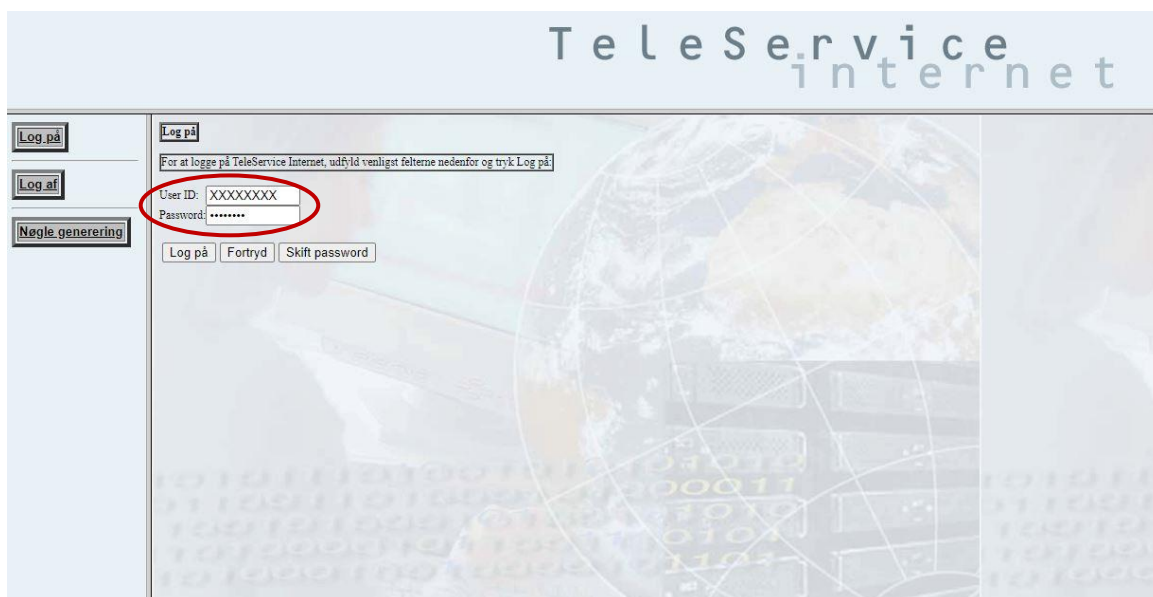 TeleService
internet
Log på
Log af
Nøgle generering
Log på
For at logge på TeleService Internet, udfyld venligst felterne nedenfor og tryk Log på:
User ID: XXXXXXXX
Password: ••••••••
Log på Fortryd Skift password